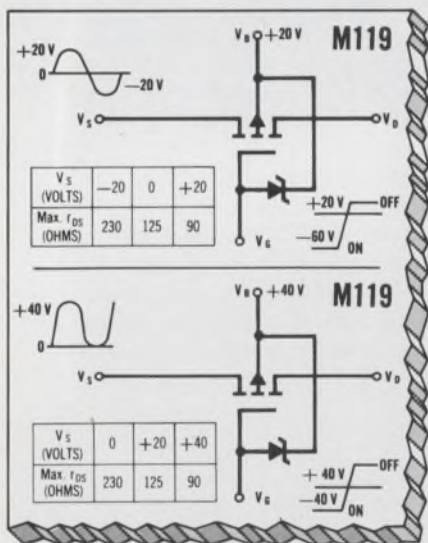 M119
V_B +20 V
+20 V
0
−20 V
V_S
V_D
V_S (VOLTS) −20 0 +20
Max. r_DS (OHMS) 230 125 90
+20 V OFF
−60 V ON
V_G
M119
V_B +40 V
+40 V
0
V_S
V_D
V_S (VOLTS) 0 +20 +40
Max. r_DS (OHMS) 230 125 90
+40 V OFF
−40 V ON
V_G